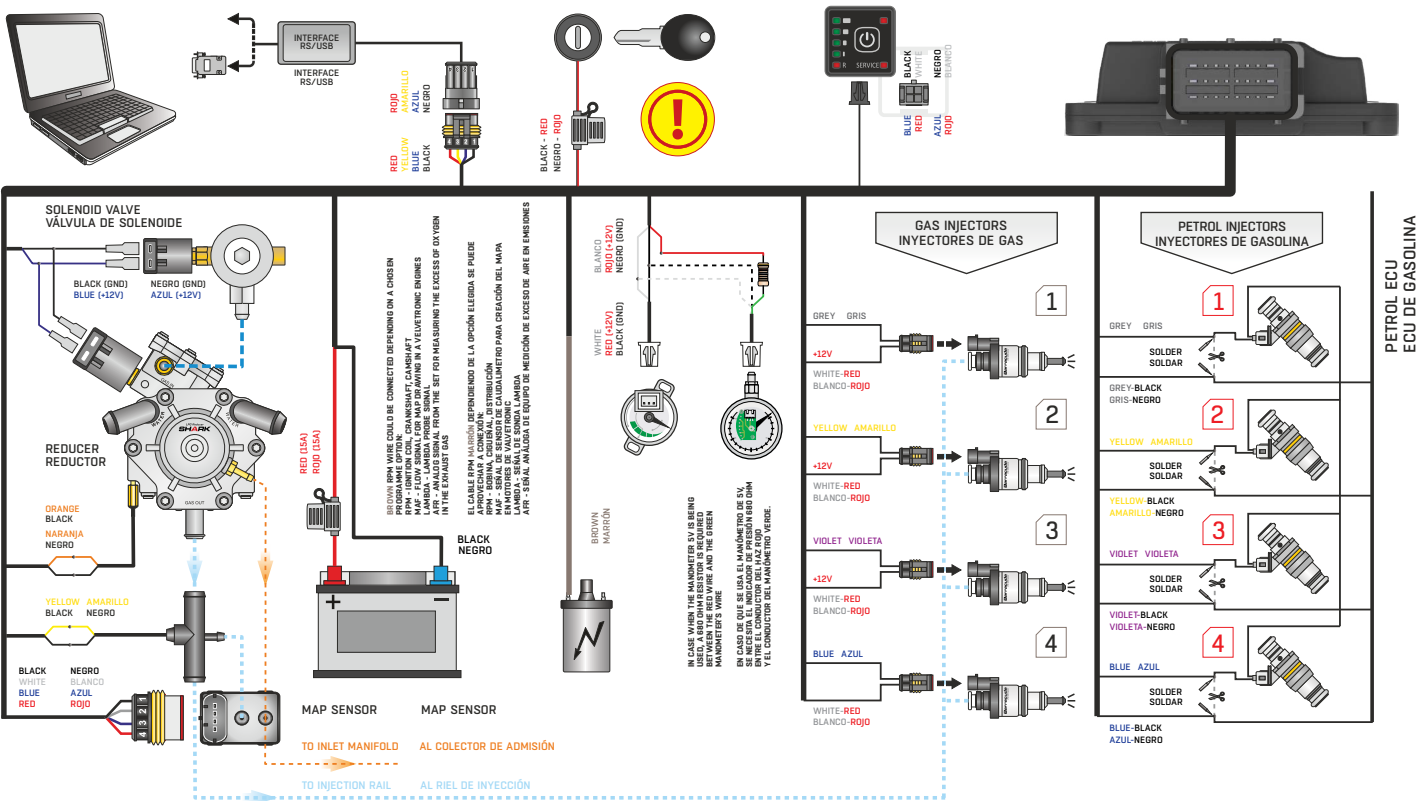 INTERFACE
RS/USB
INTERFACE
RS/USB
ROJO
AMARILLO
AZUL
NEGRO
RED
YELLOW
BLUE
BLACK
4 3 2 1
BLACK - RED
NEGRO - ROJO
!
R SERVICE
BLACK
WHITE
NEGRO
BLANCO
BLUE
RED
AZUL
ROJO
SOLENOID VALVE
VÁLVULA DE SOLENOIDE
BLACK (GND)
BLUE (+12V)
NEGRO (GND)
AZUL (+12V)
GAS IN
WATER
WATER
SHARK
GAS OUT
REDUCER
REDUCTOR
ORANGE
BLACK
NARANJA
NEGRO
YELLOW AMARILLO
BLACK NEGRO
BLACK NEGRO
WHITE BLANCO
BLUE AZUL
RED ROJO
MAP SENSOR MAP SENSOR
TO INLET MANIFOLD AL COLECTOR DE ADMISIÓN
TO INJECTION RAIL AL RIEL DE INYECCIÓN
RED (15A)
ROJO (15A)
+ −
BLACK
NEGRO
BROWN RPM WIRE COULD BE CONNECTED DEPENDING ON A CHOSEN
PROGRAMME OPTION:
RPM - IGNITION COIL, CRANKSHAFT, CAMSHAFT
MAF - FLOW SIGNAL FOR MAP DRAWING IN A VELVETRONIC ENGINES
LAMBDA - LAMBDA PROBE SIGNAL
AFR - ANALOG SIGNAL FROM THE SET FOR MEASURING THE EXCESS OF OXYGEN
IN THE EXHAUST GAS
EL CABLE RPM MARRÓN DEPENDIENDO DE LA OPCIÓN ELEGIDA SE PUEDE
APROVECHAR A CONEXIÓN:
RPM - BOBINA, CIGÜEÑAL, DISTRIBUCIÓN
MAF - SEÑAL DE SENSOR DE CAUDALÍMETRO PARA CREACIÓN DEL MAPA
EN MOTORES DE VALVETRONIC
LAMBDA - SEÑAL DE SONDA LAMBDA
AFR - SEÑAL ANÁLOGA DE EQUIPO DE MEDICIÓN DE EXCESO DE AIRE EN EMISIONES
BROWN
MARRÓN
BLANCO
ROJO (+12V)
NEGRO (GND)
WHITE
RED (+12V)
BLACK (GND)
IN CASE WHEN THE MANOMETER 5V IS BEING
USED, A 680 OHM RESISTOR IS REQUIRED
BETWEEN THE RED WIRE AND THE GREEN
MANOMETER'S WIRE
EN CASO DE QUE SE USA EL MANÓMETRO DE 5V,
SE NECESITA EL INDICADOR DE PRESIÓN 680 OHM
ENTRE EL CONDUCTOR DEL HAZ ROJO
Y EL CONDUCTOR DEL MANÓMETRO VERDE.
GAS INJECTORS
INYECTORES DE GAS
1
GREY GRIS
+12V
WHITE-RED
BLANCO-ROJO
Barracuda
2
YELLOW AMARILLO
+12V
WHITE-RED
BLANCO-ROJO
Barracuda
3
VIOLET VIOLETA
+12V
WHITE-RED
BLANCO-ROJO
Barracuda
4
BLUE AZUL
WHITE-RED
BLANCO-ROJO
Barracuda
PETROL INJECTORS
INYECTORES DE GASOLINA
1
GREY GRIS
SOLDER
SOLDAR
GREY-BLACK
GRIS-NEGRO
2
YELLOW AMARILLO
SOLDER
SOLDAR
YELLOW-BLACK
AMARILLO-NEGRO
3
VIOLET VIOLETA
SOLDER
SOLDAR
VIOLET-BLACK
VIOLETA-NEGRO
4
BLUE AZUL
SOLDER
SOLDAR
BLUE-BLACK
AZUL-NEGRO
PETROL ECU
ECU DE GASOLINA